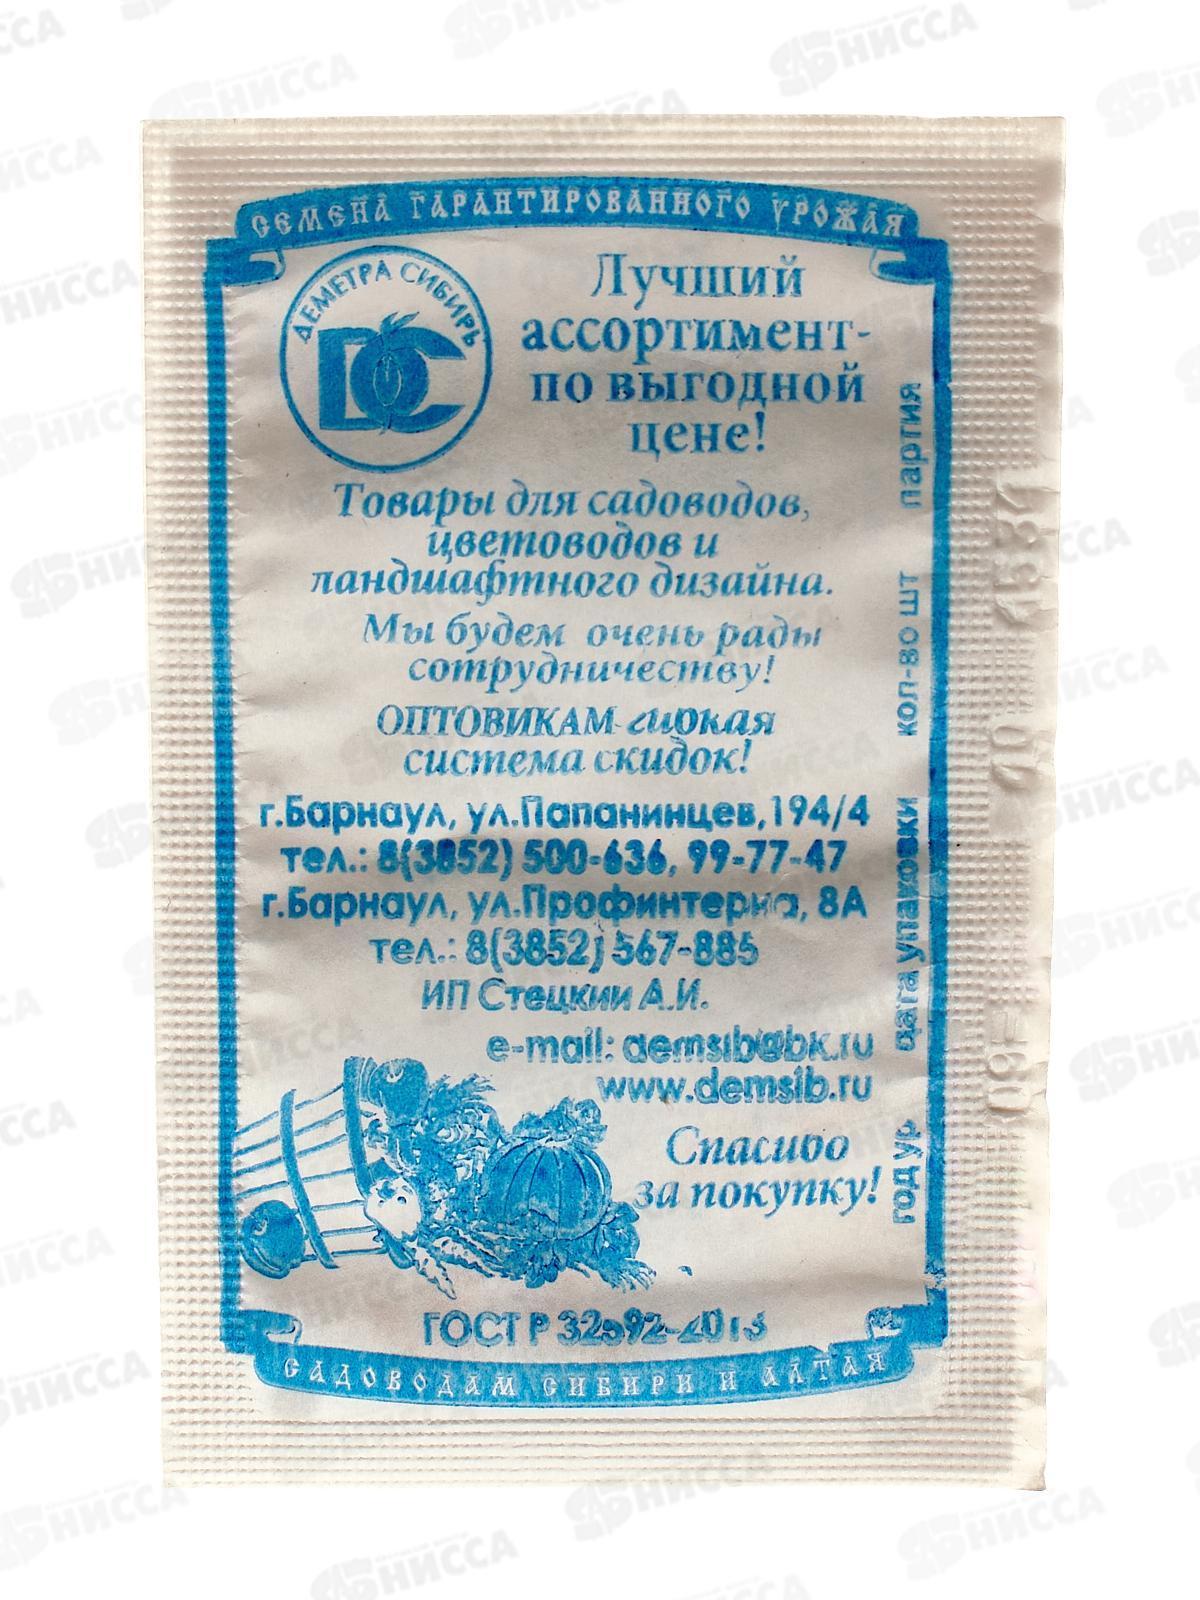 СЕМЕНА ГАРАНТИРОВАННОГО УРОЖАЯ
ДЕМЕТРА СИБИРЬ
DC
Лучший
ассортимент-
по выгодной
цене!
Товары для садоводов,
цветоводов и
ландшафтного дизайна.
Мы будем очень рады
сотрудничеству!
ОПТОВИКАМ-гибкая
система скидок!
г.Барнаул, ул.Папанинцев,194/4
тел.: 8(3852) 500-636, 99-77-47
г.Барнаул, ул.Профинтерна, 8А
тел.: 8(3852) 567-885
ИП Стецкий А.И.
e-mail: demsib@bk.ru
www.demsib.ru
Спасибо
за покупку!
ГОСТ Р 32592-2013
САДОВОДАМ СИБИРИ И АЛТАЯ
год ур дата упаковки кол-во шт партия
20 1531
НИССА